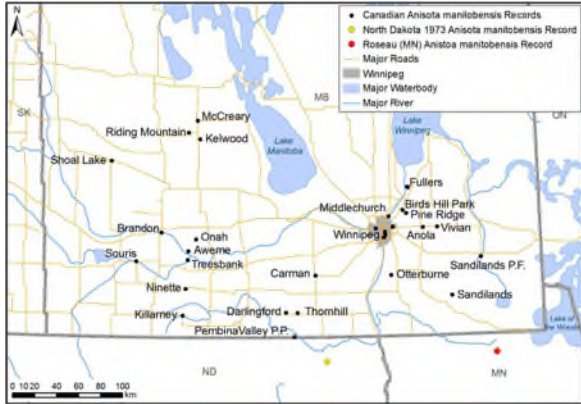 N
Canadian Anisota manitobensis Records
North Dakota 1973 Anisota manitobensis Record
Roseau (MN) Anistoa manitobensis Record
Major Roads
Winnipeg
Major Waterbody
Major River
SK
MB
ON
McCreary
Riding Mountain
Kelwood
Lake
Manitoba
Lake
Winnipeg
Shoal Lake
Fullers
Middlechurch
Birds Hill Park
Pine Ridge
Brandon
Onah
Winnipeg
Anola
Vivian
Aweme
Souris
Treesbank
Sandilands P.F.
Carman
Otterburne
Ninette
Sandilands
Killarney
Darlingford
Thornhill
Lake of
the Woods
PembinaValley P.P.
ND
MN
0 10 20 40 60 80 100
km